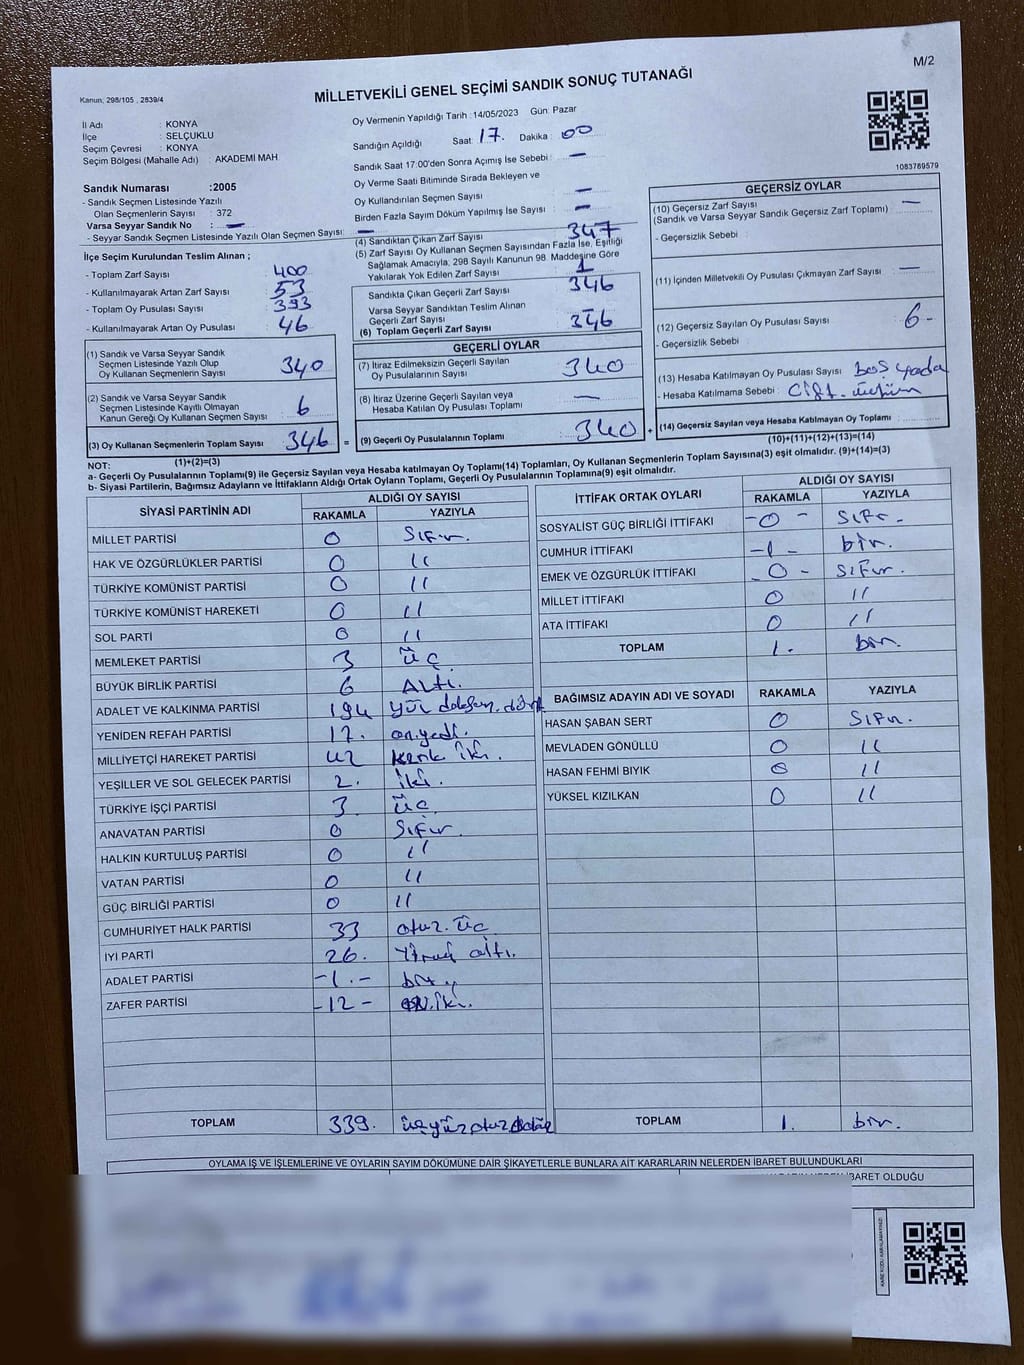 M/2
Kanun, 298/105 , 2839/4
MİLLETVEKİLİ GENEL SEÇİMİ SANDIK SONUÇ TUTANAĞI
İl Adı : KONYA
İlçe : SELÇUKLU
Seçim Çevresi : KONYA
Seçim Bölgesi (Mahalle Adı) : AKADEMİ MAH
Sandık Numarası :2005
- Sandık Seçmen Listesinde Yazılı
Olan Seçmenlerin Sayısı : 372
Varsa Seyyar Sandık No : —
- Seyyar Sandık Seçmen Listesinde Yazılı Olan Seçmen Sayısı: —
Oy Vermenin Yapıldığı Tarih : 14/05/2023 Gün: Pazar
Sandığın Açıldığı Saat: 17. Dakika : 00
Sandık Saat 17:00'den Sonra Açımış İse Sebebi : —
Oy Verme Saati Bitiminde Sırada Bekleyen ve
Oy Kullandırılan Seçmen Sayısı : —
Birden Fazla Sayım Döküm Yapılmış İse Sayısı : —
1083789579
İlçe Seçim Kurulundan Teslim Alınan ;
- Toplam Zarf Sayısı : 400
- Kullanılmayarak Artan Zarf Sayısı : 53
- Toplam Oy Pusulası Sayısı : 393
- Kullanılmayarak Artan Oy Pusulası : 46
(4) Sandıktan Çıkan Zarf Sayısı : 347
(5) Zarf Sayısı Oy Kullanan Seçmen Sayısından Fazla İse, Eşitliği
Sağlamak Amacıyla, 298 Sayılı Kanunun 98. Maddesine Göre
Yakılarak Yok Edilen Zarf Sayısı : 1
Sandıkta Çıkan Geçerli Zarf Sayısı : 346
Varsa Seyyar Sandıktan Teslim Alınan
Geçerli Zarf Sayısı : —
(6) Toplam Geçerli Zarf Sayısı : 346
GEÇERSİZ OYLAR
(10) Geçersiz Zarf Sayısı : —
(Sandık ve Varsa Seyyar Sandık Geçersiz Zarf Toplamı)
- Geçersizlik Sebebi :
(11) İçinden Milletvekili Oy Pusulası Çıkmayan Zarf Sayısı : —
(12) Geçersiz Sayılan Oy Pusulası Sayısı : 6 -
- Geçersizlik Sebebi :
(13) Hesaba Katılmayan Oy Pusulası Sayısı : boş yada
- Hesaba Katılmama Sebebi : Çift
(14) Geçersiz Sayılan veya Hesaba Katılmayan Oy Toplamı :
(10)+(11)+(12)+(13)=(14)
(1) Sandık ve Varsa Seyyar Sandık
Seçmen Listesinde Yazılı Olup
Oy Kullanan Seçmenlerin Sayısı : 340
(2) Sandık ve Varsa Seyyar Sandık
Seçmen Listesinde Kayıtlı Olmayan
Kanun Gereği Oy Kullanan Seçmen Sayısı : 6
(3) Oy Kullanan Seçmenlerin Toplam Sayısı : 346 =
(1)+(2)=(3)
GEÇERLİ OYLAR
(7) İtiraz Edilmeksizin Geçerli Sayılan
Oy Pusulalarının Sayısı : 340
(8) İtiraz Üzerine Geçerli Sayılan veya
Hesaba Katılan Oy Pusulası Toplamı : —
(9) Geçerli Oy Pusulalarının Toplamı : 340 +
NOT:
a- Geçerli Oy Pusulalarının Toplamı(9) ile Geçersiz Sayılan veya Hesaba katılmayan Oy Toplamı(14) Toplamları, Oy Kullanan Seçmenlerin Toplam Sayısına(3) eşit olmalıdır. (9)+(14)=(3)
b- Siyasi Partilerin, Bağımsız Adayların ve İttifakların Aldığı Ortak Oyların Toplamı, Geçerli Oy Pusulalarının Toplamına(9) eşit olmalıdır.
SİYASİ PARTİNİN ADI ALDIĞI OY SAYISI
RAKAMLA YAZIYLA
MİLLET PARTİSİ 0 Sıfır.
HAK VE ÖZGÜRLÜKLER PARTİSİ 0 "
TÜRKİYE KOMÜNİST PARTİSİ 0 "
TÜRKİYE KOMÜNİST HAREKETİ 0 "
SOL PARTİ 0 "
MEMLEKET PARTİSİ 3 üç
BÜYÜK BİRLİK PARTİSİ 6 Altı.
ADALET VE KALKINMA PARTİSİ 194 yüz doksan. dört
YENİDEN REFAH PARTİSİ 17. on.yedi.
MİLLİYETÇİ HAREKET PARTİSİ 42 kırk iki.
YEŞİLLER VE SOL GELECEK PARTİSİ 2. iki.
TÜRKİYE İŞÇİ PARTİSİ 3 üç
ANAVATAN PARTİSİ 0 Sıfır.
HALKIN KURTULUŞ PARTİSİ 0 "
VATAN PARTİSİ 0 "
GÜÇ BİRLİĞİ PARTİSİ 0 "
CUMHURİYET HALK PARTİSİ 33 otuz.üç
İYİ PARTİ 26. Yirmi altı.
ADALET PARTİSİ -1.- bir.
ZAFER PARTİSİ -12- on.iki.
TOPLAM 339. üçyüzotuzdokuz
İTTİFAK ORTAK OYLARI ALDIĞI OY SAYISI
RAKAMLA YAZIYLA
SOSYALİST GÜÇ BİRLİĞİ İTTİFAKI -0- Sıfır.
CUMHUR İTTİFAKI -1- bir.
EMEK VE ÖZGÜRLÜK İTTİFAKI -0- Sıfır.
MİLLET İTTİFAKI 0 "
ATA İTTİFAKI 0 "
TOPLAM 1. bir.
BAĞIMSIZ ADAYIN ADI VE SOYADI RAKAMLA YAZIYLA
HASAN ŞABAN SERT 0 Sıfır.
MEVLADEN GÖNÜLLÜ 0 "
HASAN FEHMİ BIYIK 0 "
YÜKSEL KIZILKAN 0 "
TOPLAM 1. bir.
OYLAMA İŞ VE İŞLEMLERİNE VE OYLARIN SAYIM DÖKÜMÜNE DAİR ŞİKAYETLERLE BUNLARA AİT KARARLARIN NELERDEN İBARET BULUNDUKLARI
İBARET OLDUĞU